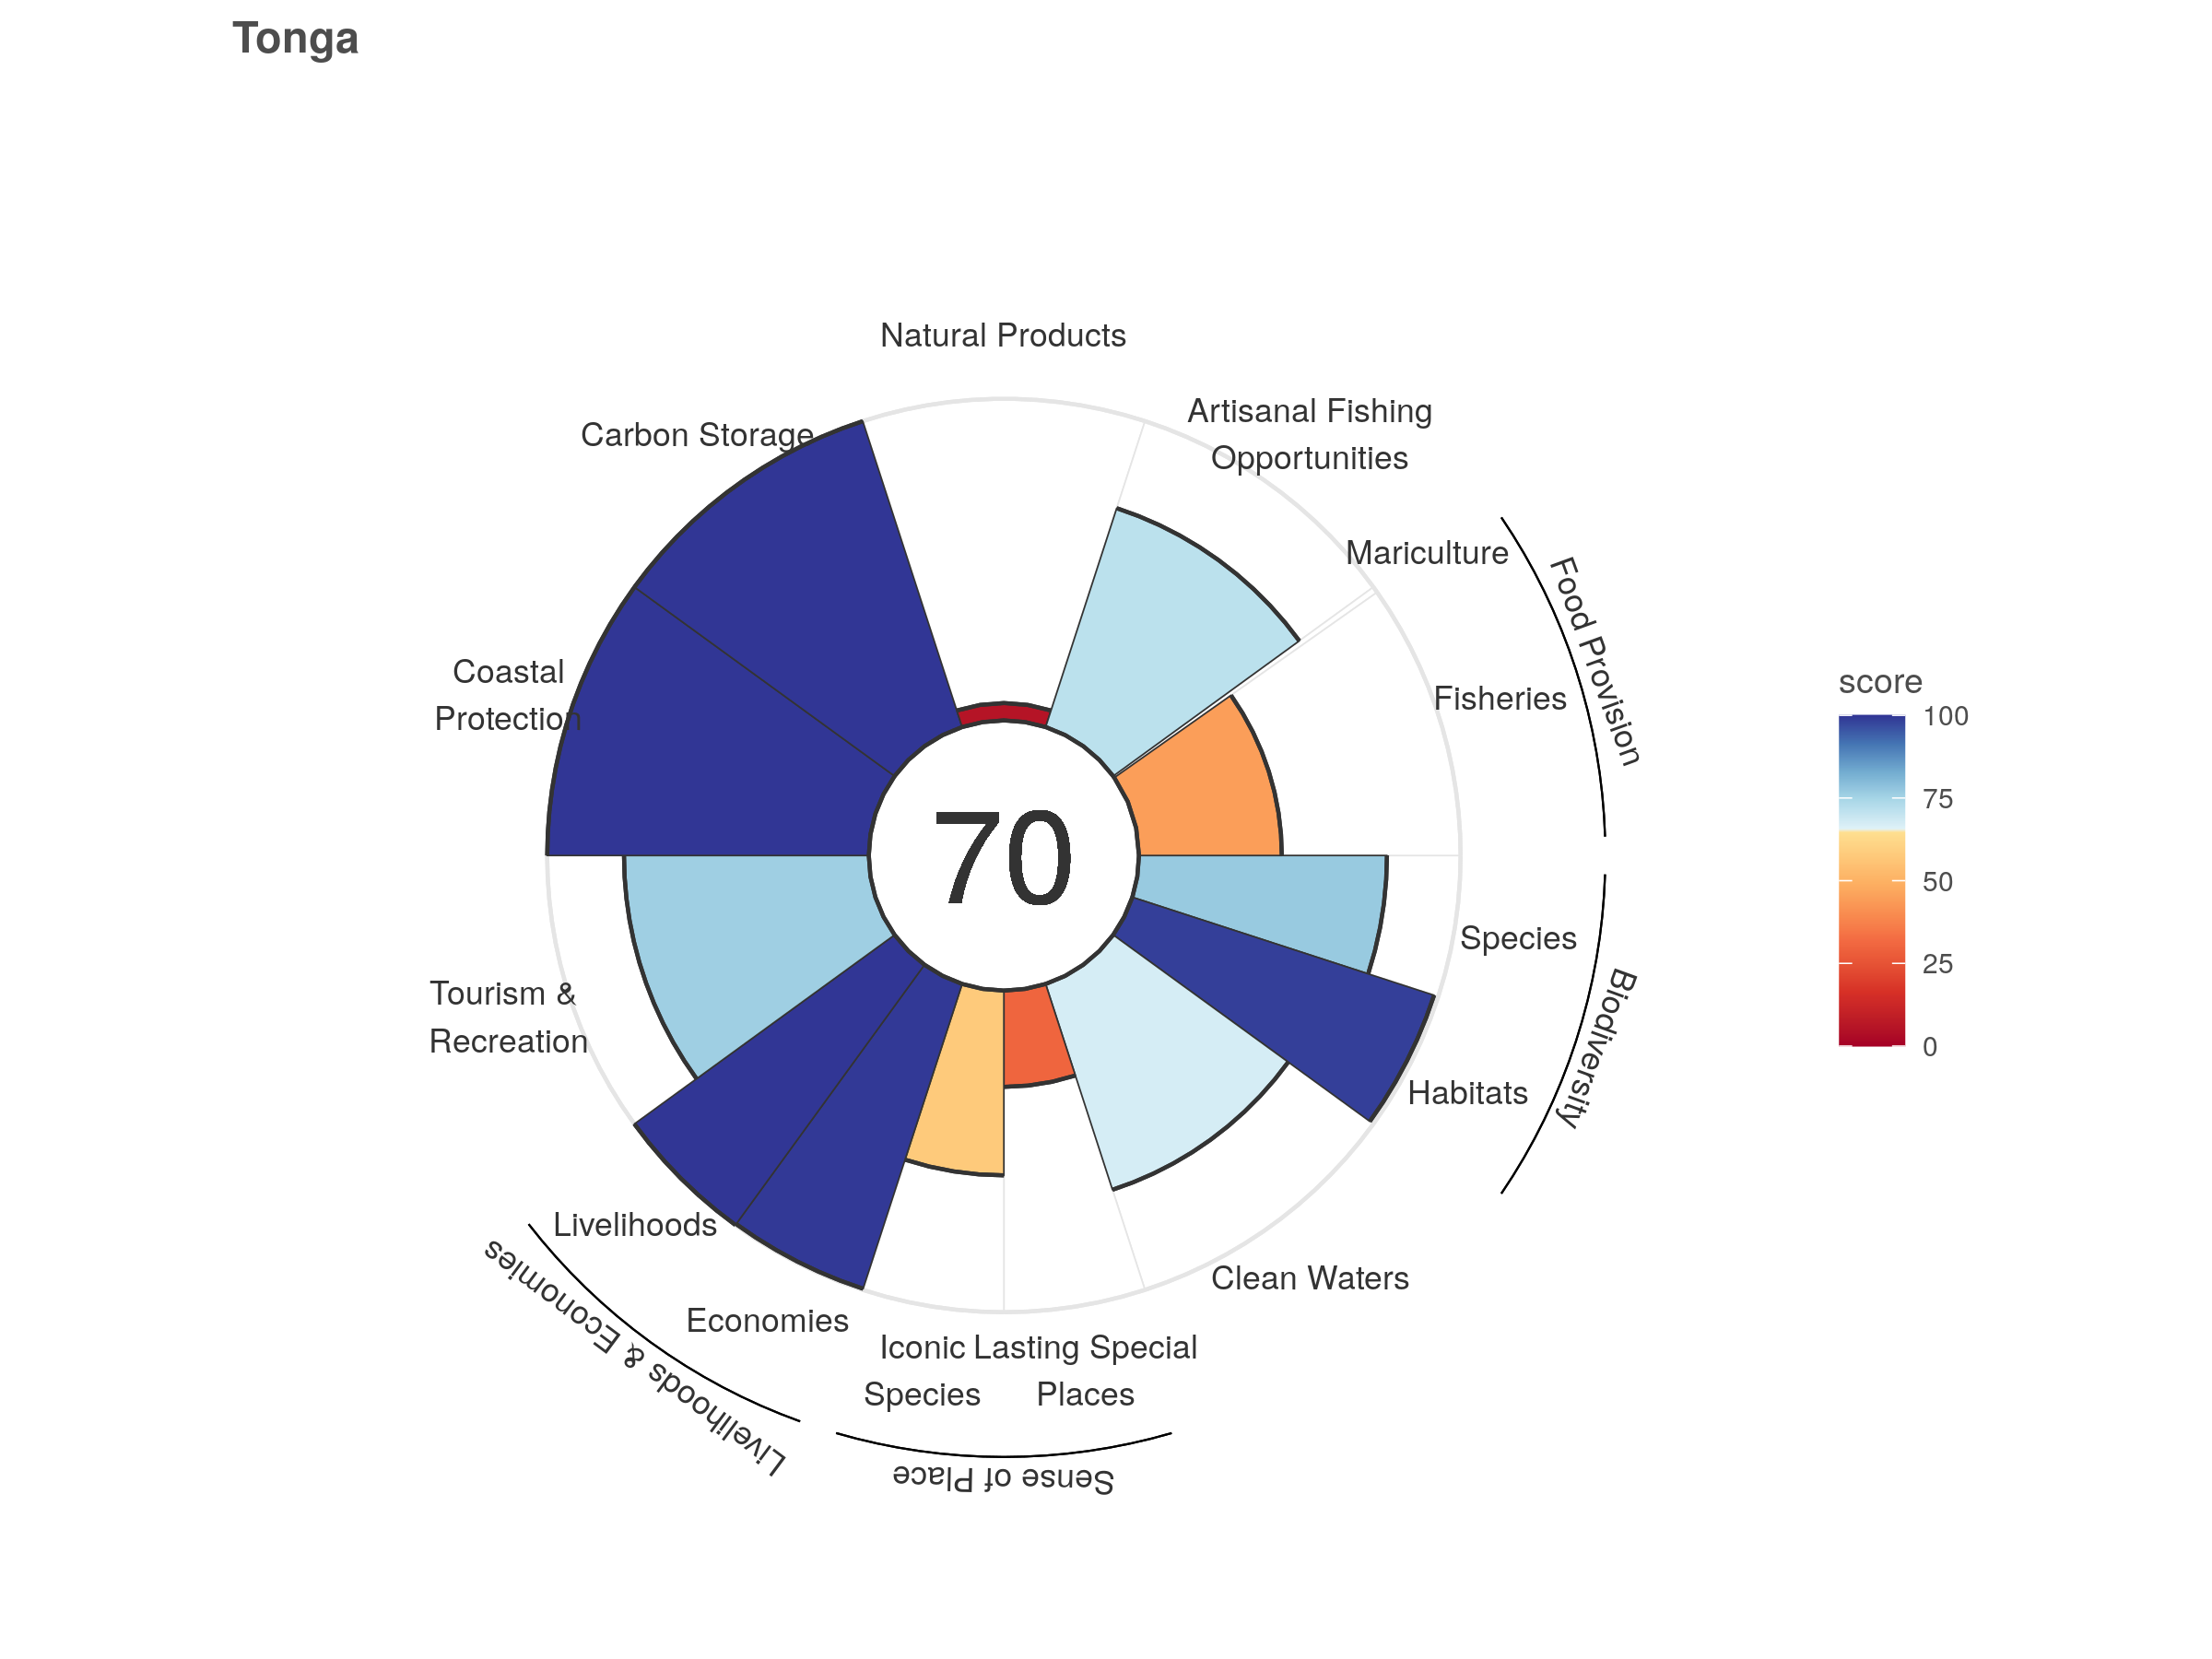 Tonga
Natural Products
Artisanal Fishing
Opportunities
Carbon Storage
Mariculture
Food Provision
Fisheries
Coastal
Protection
score
100
75
50
25
0
70
Species
Biodiversity
Habitats
Tourism &
Recreation
Livelihoods
Economies
Livelihoods & Economies
Clean Waters
Iconic
Species
Lasting Special
Places
Sense of Place